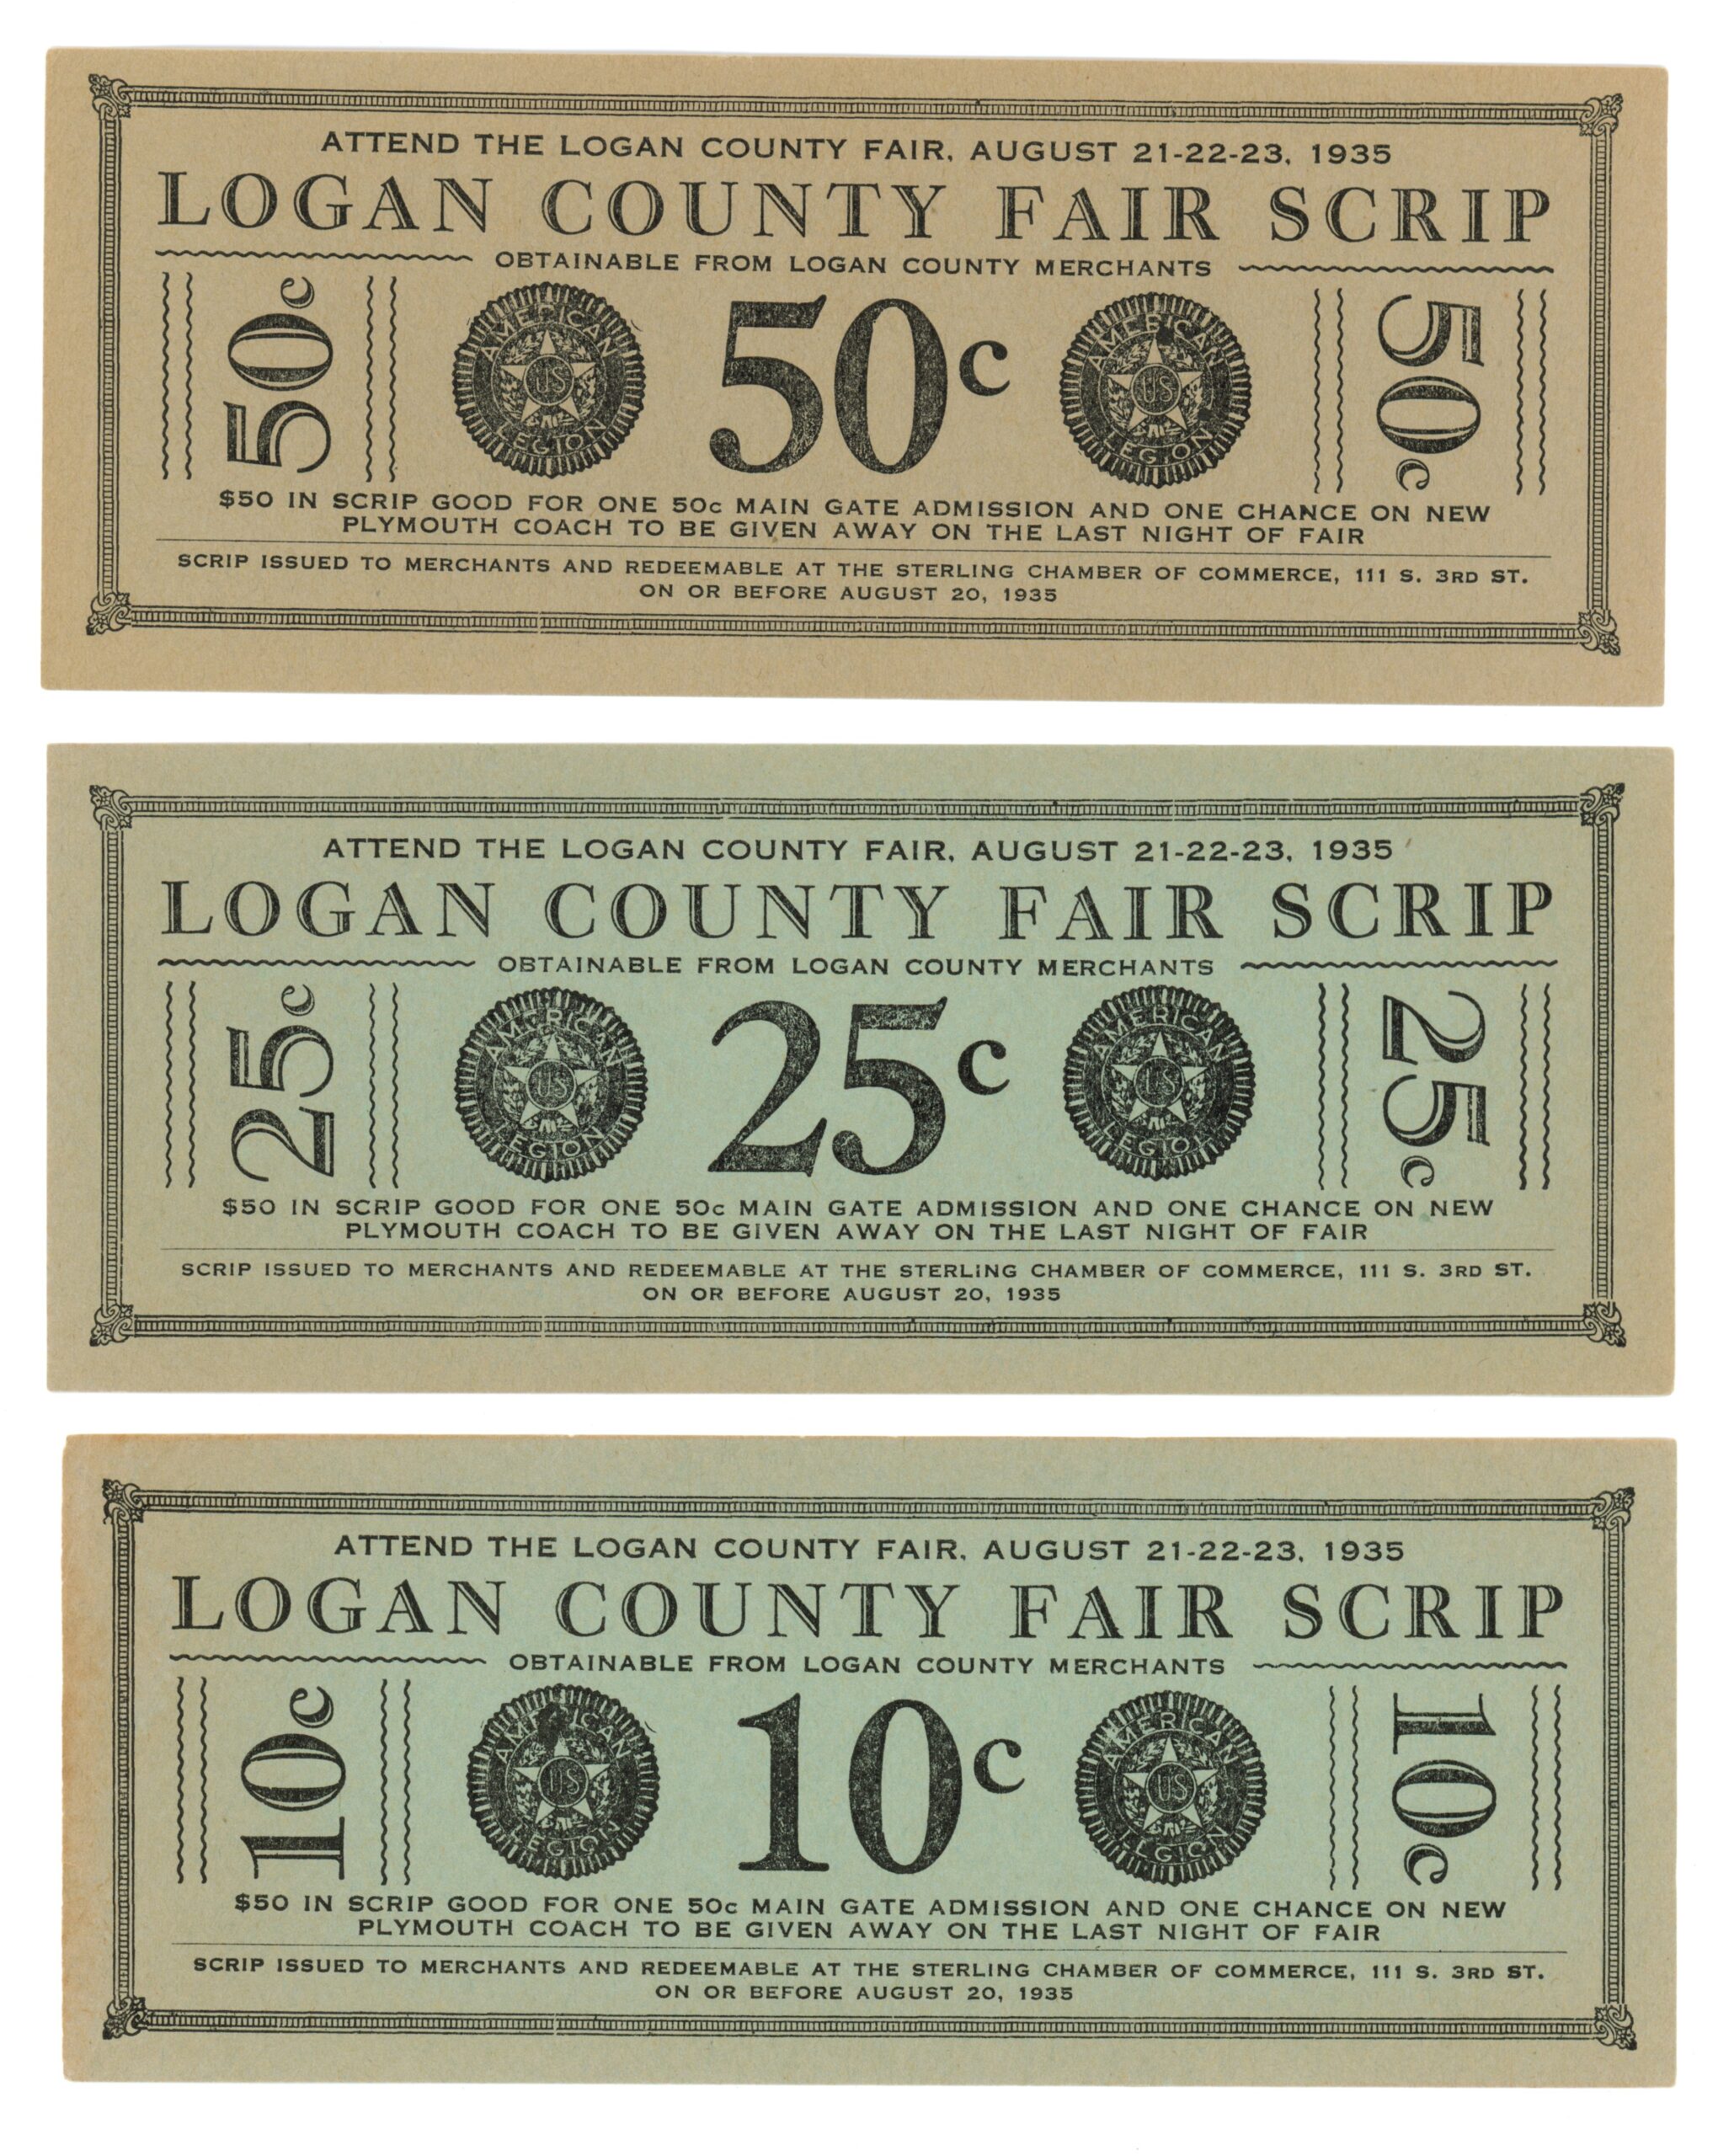 ATTEND THE LOGAN COUNTY FAIR, AUGUST 21-22-23, 1935
LOGAN COUNTY FAIR SCRIP
OBTAINABLE FROM LOGAN COUNTY MERCHANTS
50c
AMERICAN LEGION
US
50c
AMERICAN LEGION
US
50c
$50 IN SCRIP GOOD FOR ONE 50c MAIN GATE ADMISSION AND ONE CHANCE ON NEW
PLYMOUTH COACH TO BE GIVEN AWAY ON THE LAST NIGHT OF FAIR
SCRIP ISSUED TO MERCHANTS AND REDEEMABLE AT THE STERLING CHAMBER OF COMMERCE, 111 S. 3RD ST.
ON OR BEFORE AUGUST 20, 1935
ATTEND THE LOGAN COUNTY FAIR, AUGUST 21-22-23, 1935
LOGAN COUNTY FAIR SCRIP
OBTAINABLE FROM LOGAN COUNTY MERCHANTS
25c
AMERICAN LEGION
US
25c
AMERICAN LEGION
US
25c
$50 IN SCRIP GOOD FOR ONE 50c MAIN GATE ADMISSION AND ONE CHANCE ON NEW
PLYMOUTH COACH TO BE GIVEN AWAY ON THE LAST NIGHT OF FAIR
SCRIP ISSUED TO MERCHANTS AND REDEEMABLE AT THE STERLING CHAMBER OF COMMERCE, 111 S. 3RD ST.
ON OR BEFORE AUGUST 20, 1935
ATTEND THE LOGAN COUNTY FAIR, AUGUST 21-22-23, 1935
LOGAN COUNTY FAIR SCRIP
OBTAINABLE FROM LOGAN COUNTY MERCHANTS
10c
AMERICAN LEGION
US
10c
AMERICAN LEGION
US
10c
$50 IN SCRIP GOOD FOR ONE 50c MAIN GATE ADMISSION AND ONE CHANCE ON NEW
PLYMOUTH COACH TO BE GIVEN AWAY ON THE LAST NIGHT OF FAIR
SCRIP ISSUED TO MERCHANTS AND REDEEMABLE AT THE STERLING CHAMBER OF COMMERCE, 111 S. 3RD ST.
ON OR BEFORE AUGUST 20, 1935